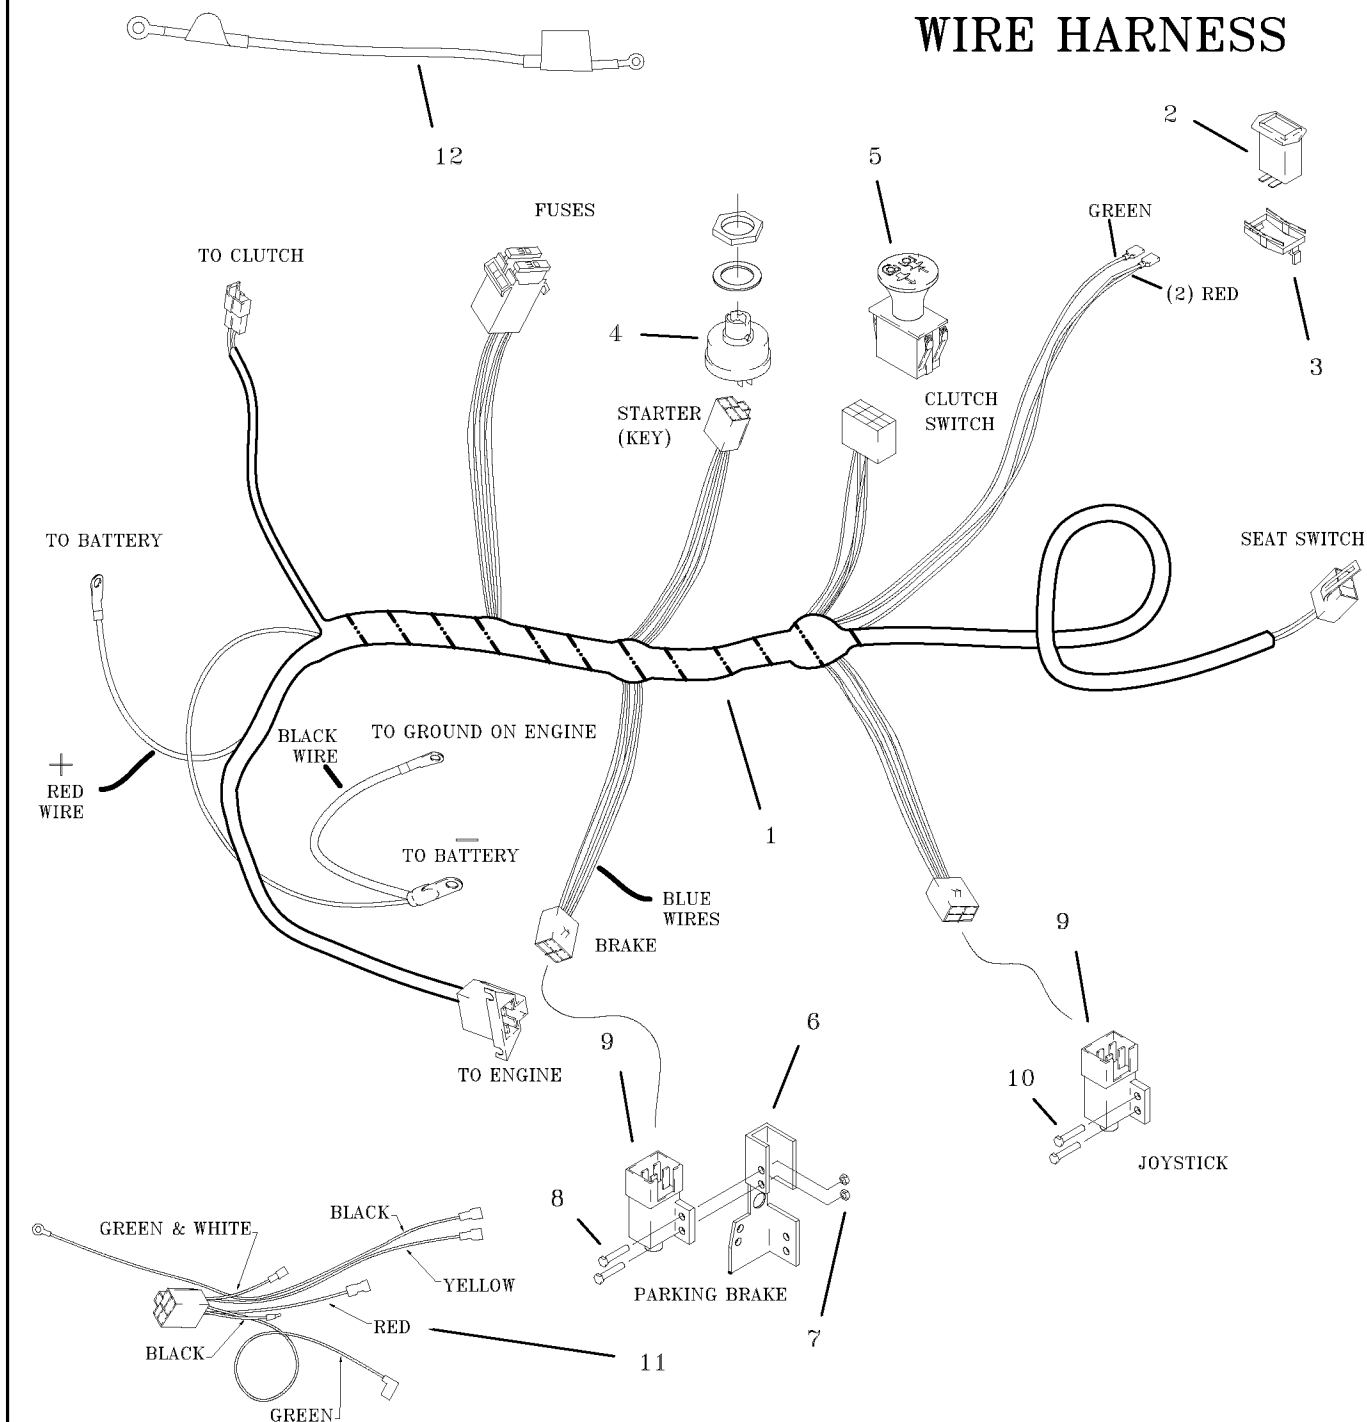 WIRE HARNESS
12
2
5
FUSES
GREEN
TO CLUTCH
(2) RED
4
3
CLUTCH
SWITCH
STARTER
(KEY)
TO BATTERY
SEAT SWITCH
BLACK
WIRE
TO GROUND ON ENGINE
+
RED
WIRE
1
−
TO BATTERY
BLUE
WIRES
BRAKE
9
6
9
TO ENGINE
10
JOYSTICK
8
BLACK
GREEN & WHITE
YELLOW
PARKING BRAKE
RED
7
BLACK
11
GREEN